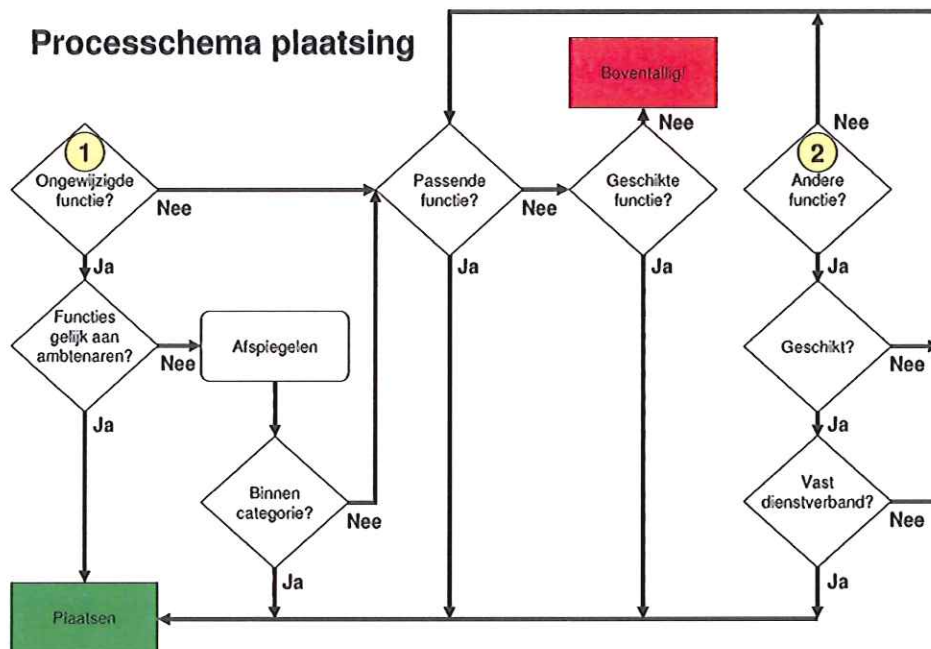 Processchema plaatsing
Boventallig!
Nee
Nee
1
Ongewijzigde
functie?
Nee
Passende
functie?
Nee
Geschikte
functie?
2
Andere
functie?
Ja
Ja
Ja
Ja
Functies
gelijk aan
ambtenaren?
Nee
Afspiegelen
Geschikt?
Nee
Ja
Ja
Binnen
categorie?
Nee
Vast
dienstverband?
Nee
Ja
Ja
Plaatsen